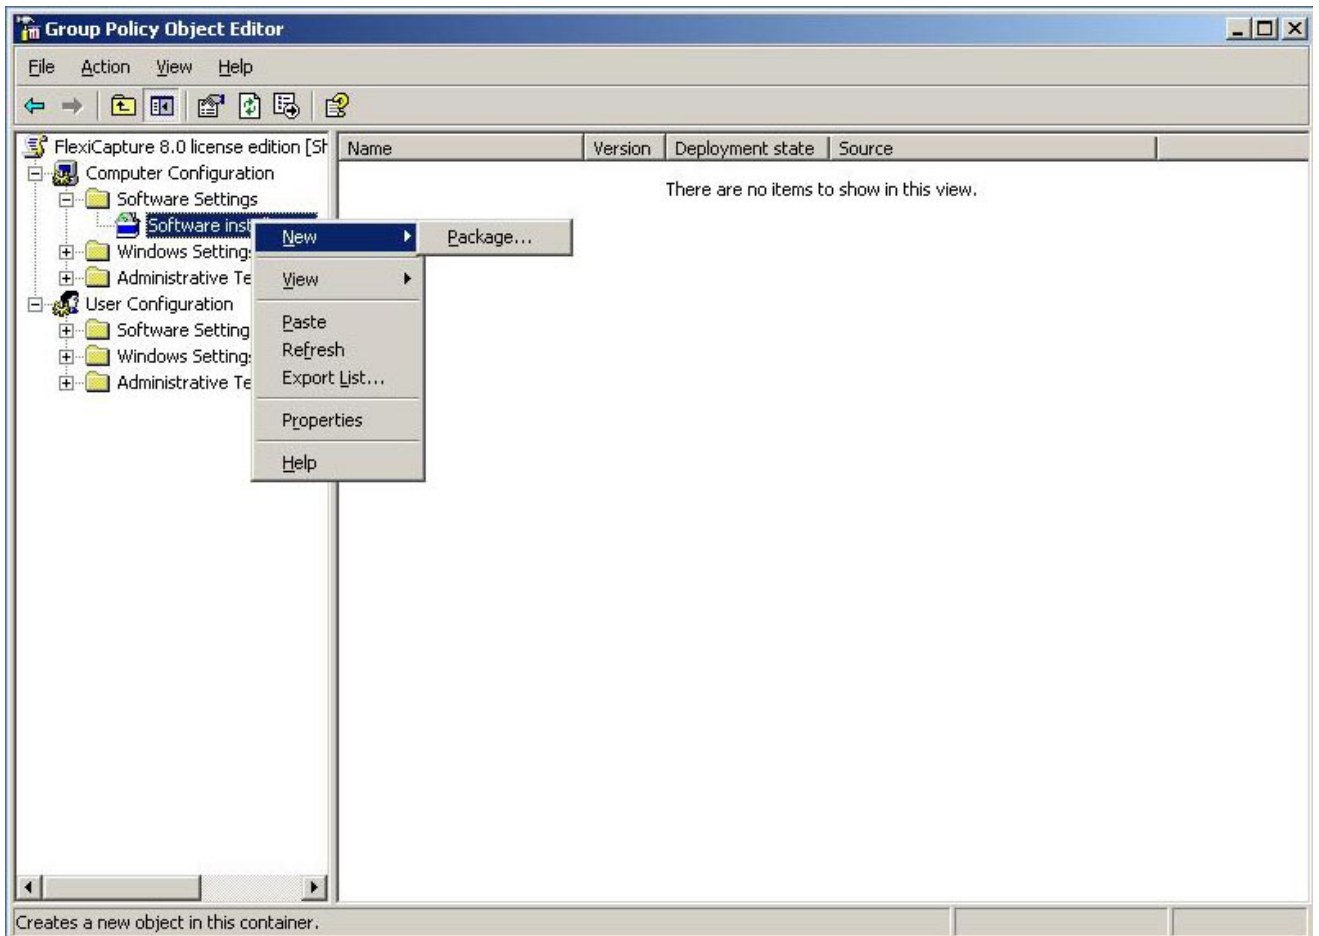 Group Policy Object Editor
File Action View Help
FlexiCapture 8.0 license edition [Sh
Name Version Deployment state Source
Computer Configuration
There are no items to show in this view.
Software Settings
Software inst
New Package...
Windows Setting
Administrative Te
View
User Configuration
Software Setting
Paste
Windows Setting
Refresh
Administrative Te
Export List...
Properties
Help
Creates a new object in this container.